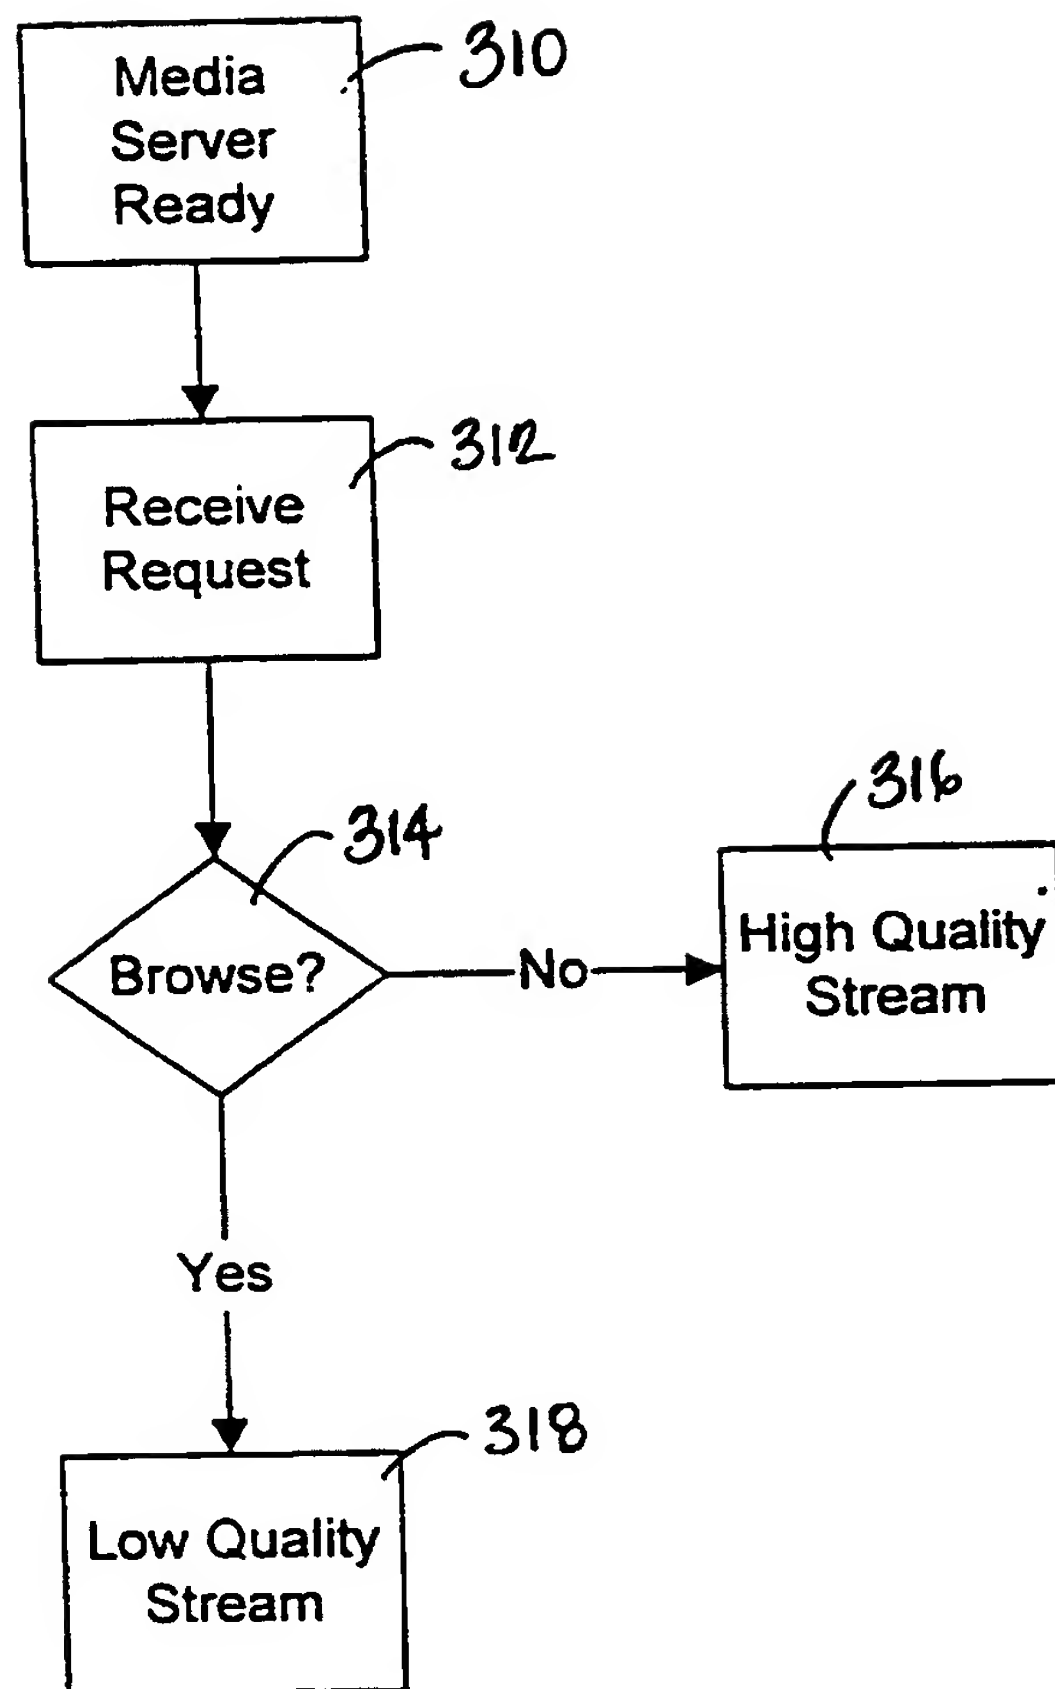 Media
Server
Ready
310
Receive
Request
312
314
Browse?
No
316
High Quality
Stream
Yes
318
Low Quality
Stream